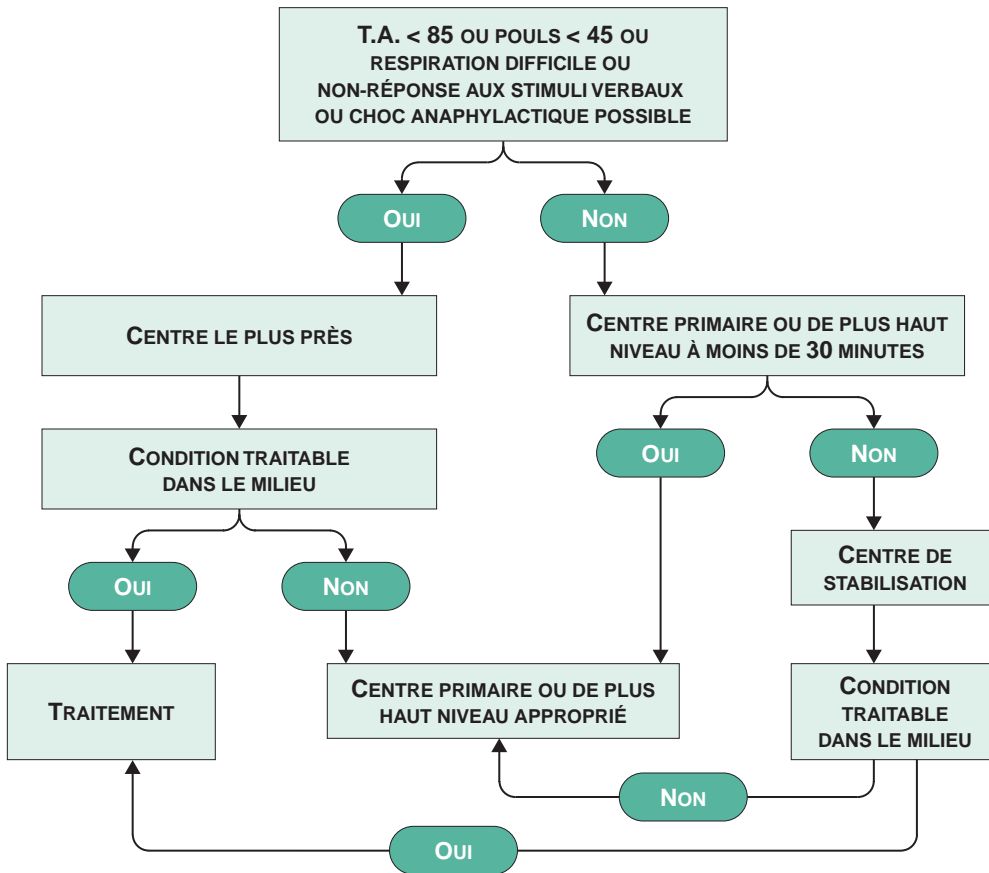 T.A. < 85 OU POULS < 45 OU
RESPIRATION DIFFICILE OU
NON-RÉPONSE AUX STIMULI VERBAUX
OU CHOC ANAPHYLACTIQUE POSSIBLE
OUI
NON
CENTRE LE PLUS PRÈS
CENTRE PRIMAIRE OU DE PLUS HAUT
NIVEAU À MOINS DE 30 MINUTES
CONDITION TRAITABLE
DANS LE MILIEU
OUI
NON
OUI
NON
CENTRE DE
STABILISATION
TRAITEMENT
CENTRE PRIMAIRE OU DE PLUS
HAUT NIVEAU APPROPRIÉ
CONDITION
TRAITABLE
DANS LE MILIEU
NON
OUI